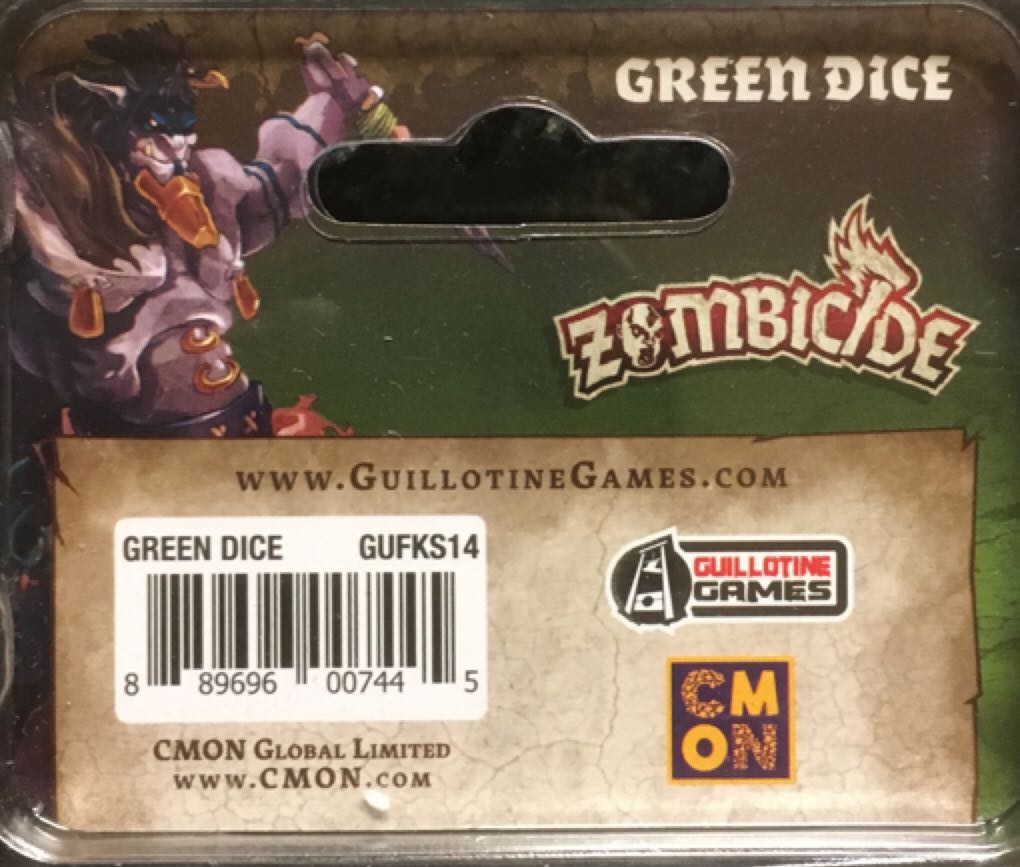 GREEN DICE
ZOMBICIDE
www.GuillotineGames.com
GREEN DICE GUFKS14
8 89696 00744 5
GUILLOTINE
GAMES
CMON Global Limited
www.CMON.com
CM
ON